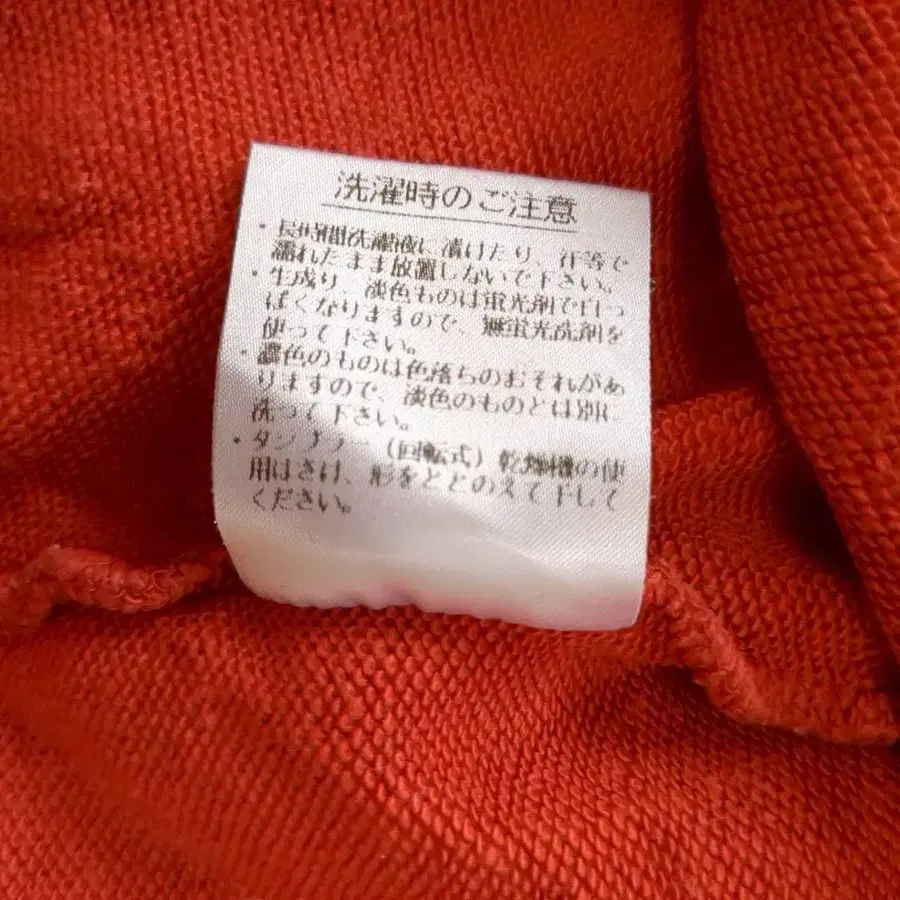 洗濯時のご注意
・長時間洗濯液に漬けたり、汗等で
濡れたまま放置しないで下さい。
・生成り、淡色ものは蛍光剤で白っ
ぽくなりますので、無蛍光洗剤を
使って下さい。
・濃色のものは色落ちのおそれがあ
りますので、淡色のものとは別に
洗って下さい。
・タンブラー(回転式)乾燥機の使
用はさけ、形をととのえて干して
ください。